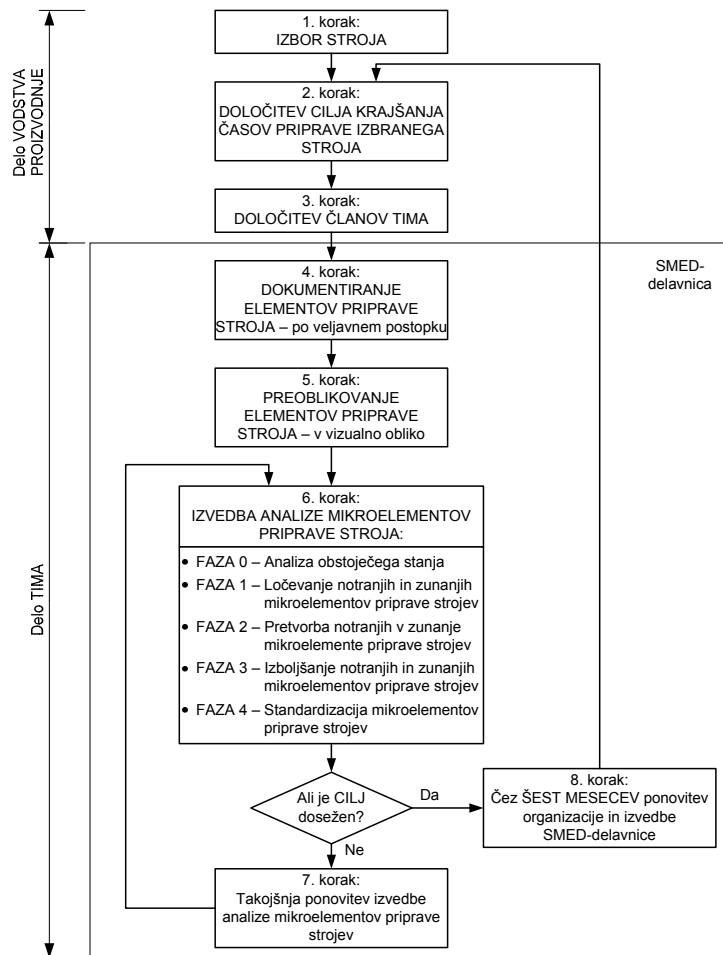 1. korak:
IZBOR STROJA
2. korak:
DOLOČITEV CILJA KRAJŠANJA
ČASOV PRIPRAVE IZBRANEGA
STROJA
3. korak:
DOLOČITEV ČLANOV TIMA
Delo VODSTVA
PROIZVODNJE
SMED-
delavnica
4. korak:
DOKUMENTIRANJE
ELEMENTOV PRIPRAVE
STROJA – po veljavnem postopku
5. korak:
PREOBLIKOVANJE
ELEMENTOV PRIPRAVE
STROJA – v vizualno obliko
6. korak:
IZVEDBA ANALIZE MIKROELEMENTOV
PRIPRAVE STROJA:
• FAZA 0 – Analiza obstoječega stanja
• FAZA 1 – Ločevanje notranjih in zunanjih
mikroelementov priprave strojev
• FAZA 2 – Pretvorba notranjih v zunanje
mikroelemente priprave strojev
• FAZA 3 – Izboljšanje notranjih in zunanjih
mikroelementov priprave strojev
• FAZA 4 – Standardizacija mikroelementov
priprave strojev
Delo TIMA
Ali je CILJ
dosežen?
Da
Ne
8. korak:
Čez ŠEST MESECEV ponovitev
organizacije in izvedbe
SMED-delavnice
7. korak:
Takojšnja ponovitev izvedbe
analize mikroelementov priprave
strojev